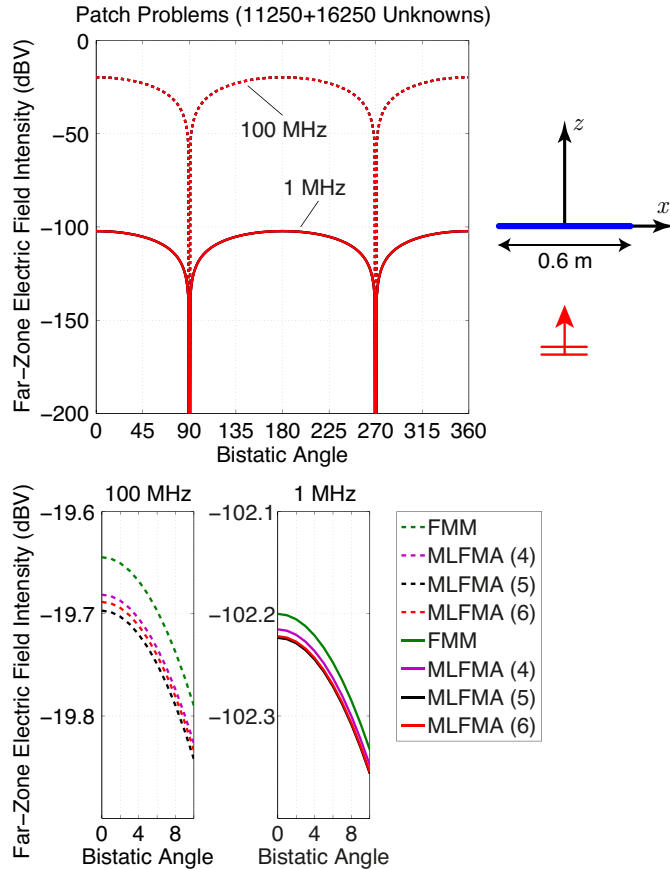 Patch Problems (11250+16250 Unknowns)
Far-Zone Electric Field Intensity (dBV)
0
−50
−100
−150
−200
100 MHz
1 MHz
0 45 90 135 180 225 270 315 360
Bistatic Angle
z
x
0.6 m
Far-Zone Electric Field Intensity (dBV)
100 MHz
−19.6
−19.7
−19.8
0 4 8
Bistatic Angle
1 MHz
−102.1
−102.2
−102.3
0 4 8
Bistatic Angle
FMM
MLFMA (4)
MLFMA (5)
MLFMA (6)
FMM
MLFMA (4)
MLFMA (5)
MLFMA (6)